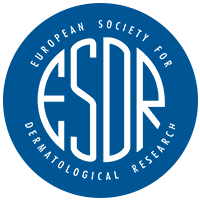 EUROPEAN SOCIETY FOR
ESDR
DERMATOLOGICAL RESEARCH